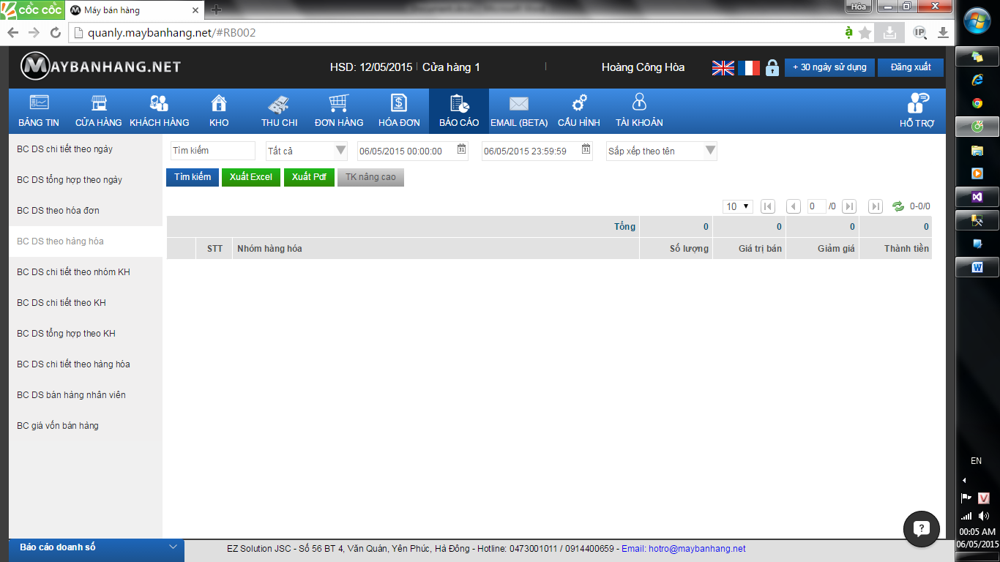 CỐC CỐC
Máy bán hàng
Hòa
quanly.maybanhang.net/#RB002
IP
MAYBANHANG.NET
HSD: 12/05/2015 | Cửa hàng 1 | Hoàng Công Hòa
+ 30 ngày sử dụng
Đăng xuất
BẢNG TIN
CỬA HÀNG
KHÁCH HÀNG
KHO
THU CHI
ĐƠN HÀNG
HÓA ĐƠN
BÁO CÁO
EMAIL (BETA)
CẤU HÌNH
TÀI KHOẢN
HỖ TRỢ
BC DS chi tiết theo ngày
BC DS tổng hợp theo ngày
BC DS theo hóa đơn
BC DS theo hàng hóa
BC DS chi tiết theo nhóm KH
BC DS chi tiết theo KH
BC DS tổng hợp theo KH
BC DS chi tiết theo hàng hóa
BC DS bán hàng nhân viên
BC giá vốn bán hàng
Tìm kiếm
Tất cả
06/05/2015 00:00:00
06/05/2015 23:59:59
Sắp xếp theo tên
Tìm kiếm
Xuất Excel
Xuất Pdf
TK nâng cao
10 0 /0 0-0/0
Tổng 0 0 0 0
STT Nhóm hàng hóa Số lượng Giá trị bán Giảm giá Thành tiền
Báo cáo doanh số
EZ Solution JSC - Số 56 BT 4, Văn Quán, Yên Phúc, Hà Đông - Hotline: 0473001011 / 0914400659 - Email: hotro@maybanhang.net
EN
00:05 AM
06/05/2015